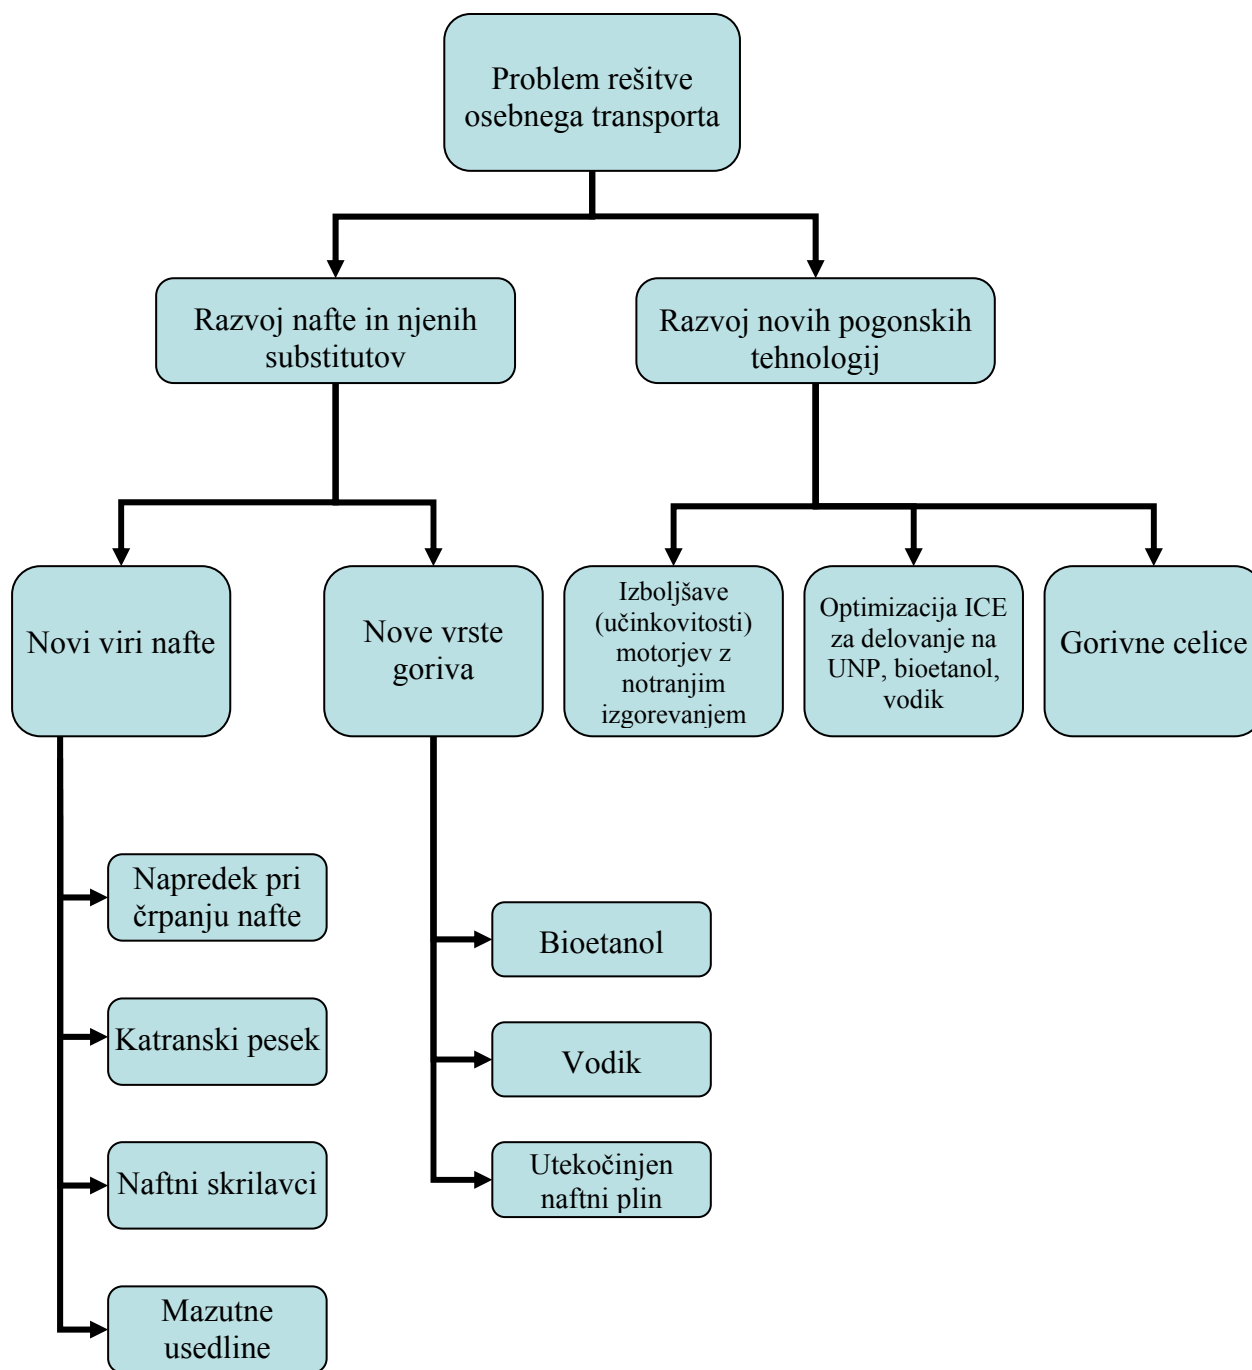 Problem rešitve
osebnega transporta
Razvoj nafte in njenih
substitutov
Razvoj novih pogonskih
tehnologij
Novi viri nafte
Nove vrste
goriva
Izboljšave
(učinkovitosti)
motorjev z
notranjim
izgorevanjem
Optimizacija ICE
za delovanje na
UNP, bioetanol,
vodik
Gorivne celice
Napredek pri
črpanju nafte
Katranski pesek
Naftni skrilavci
Mazutne
usedline
Bioetanol
Vodik
Utekočinjen
naftni plin